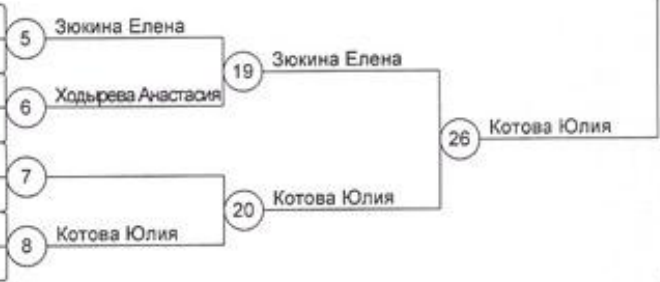 5 Зюкина Елена
19 Зюкина Елена
6 Ходырева Анастасия
26 Котова Юлия
7
20 Котова Юлия
8 Котова Юлия